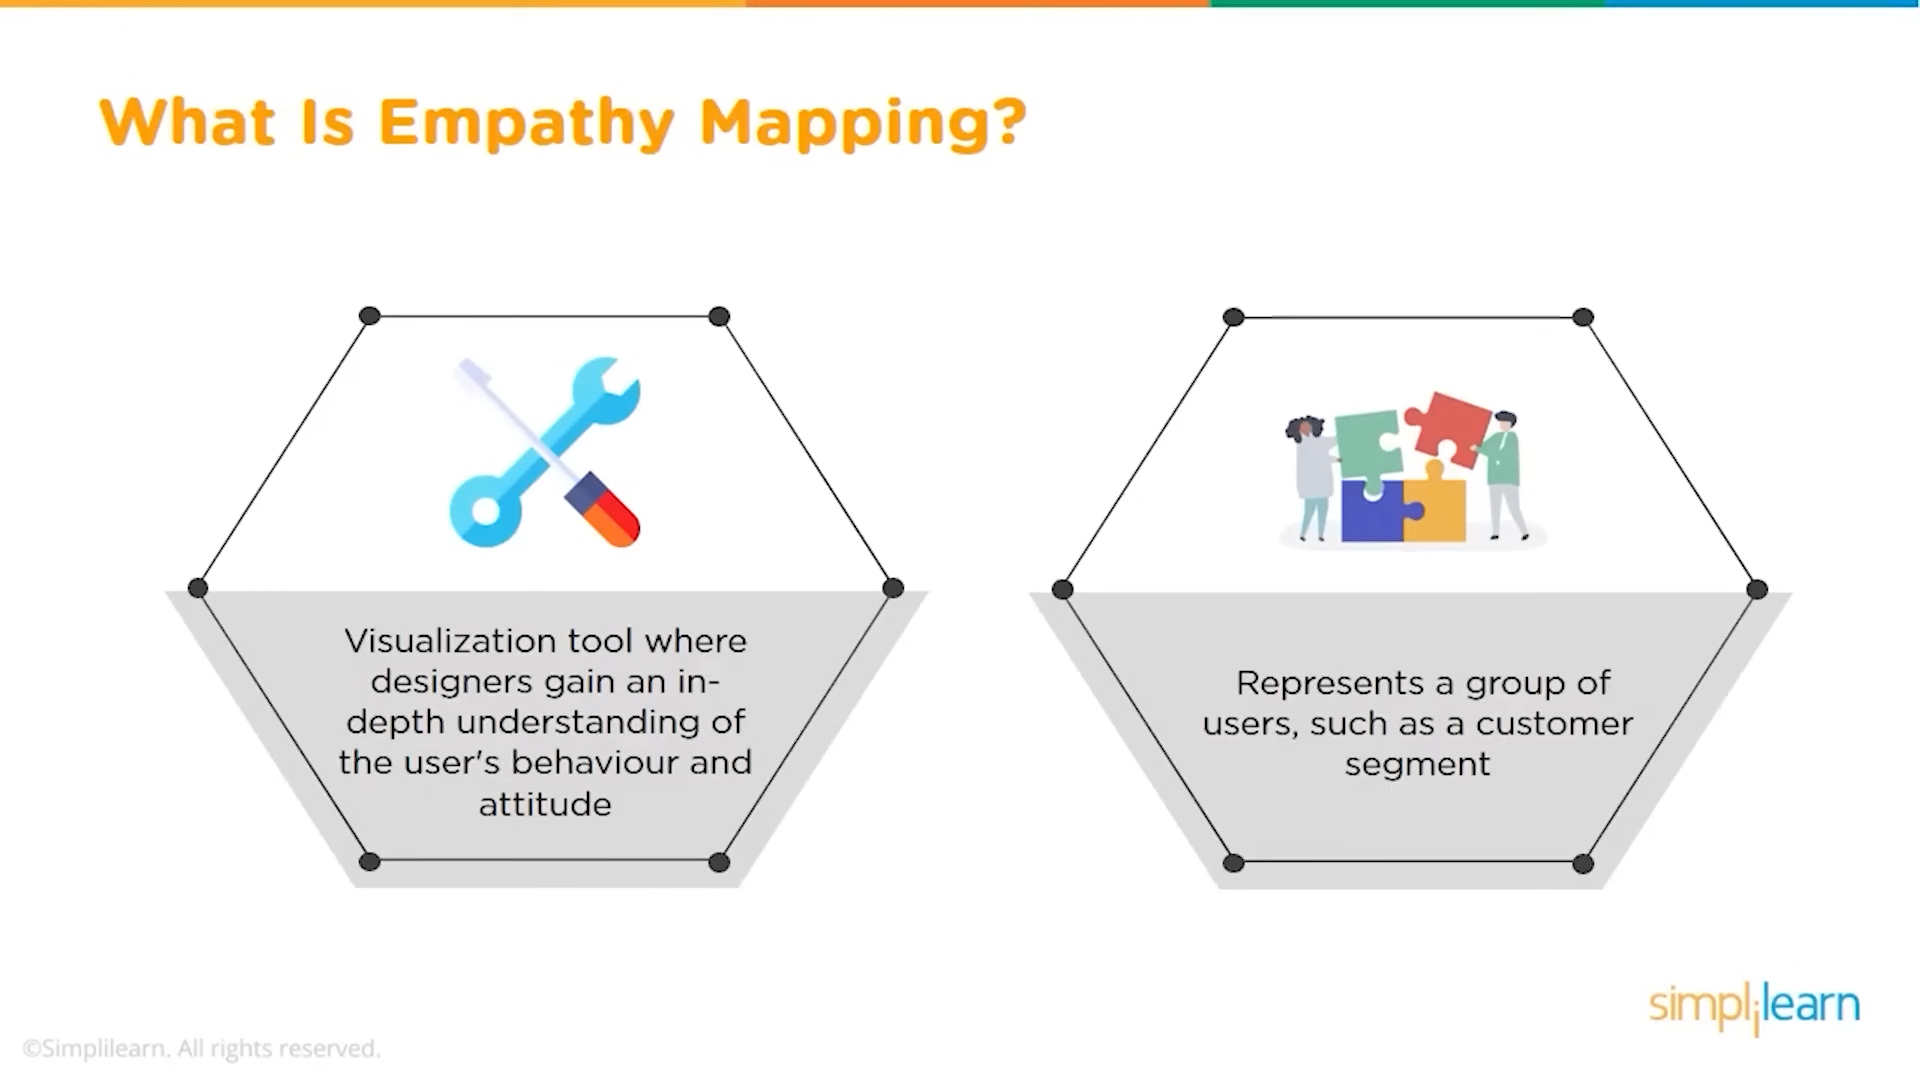 What Is Empathy Mapping?
Visualization tool where
designers gain an in-
depth understanding of
the user's behaviour and
attitude
Represents a group of
users, such as a customer
segment
simplilearn
©Simplilearn. All rights reserved.